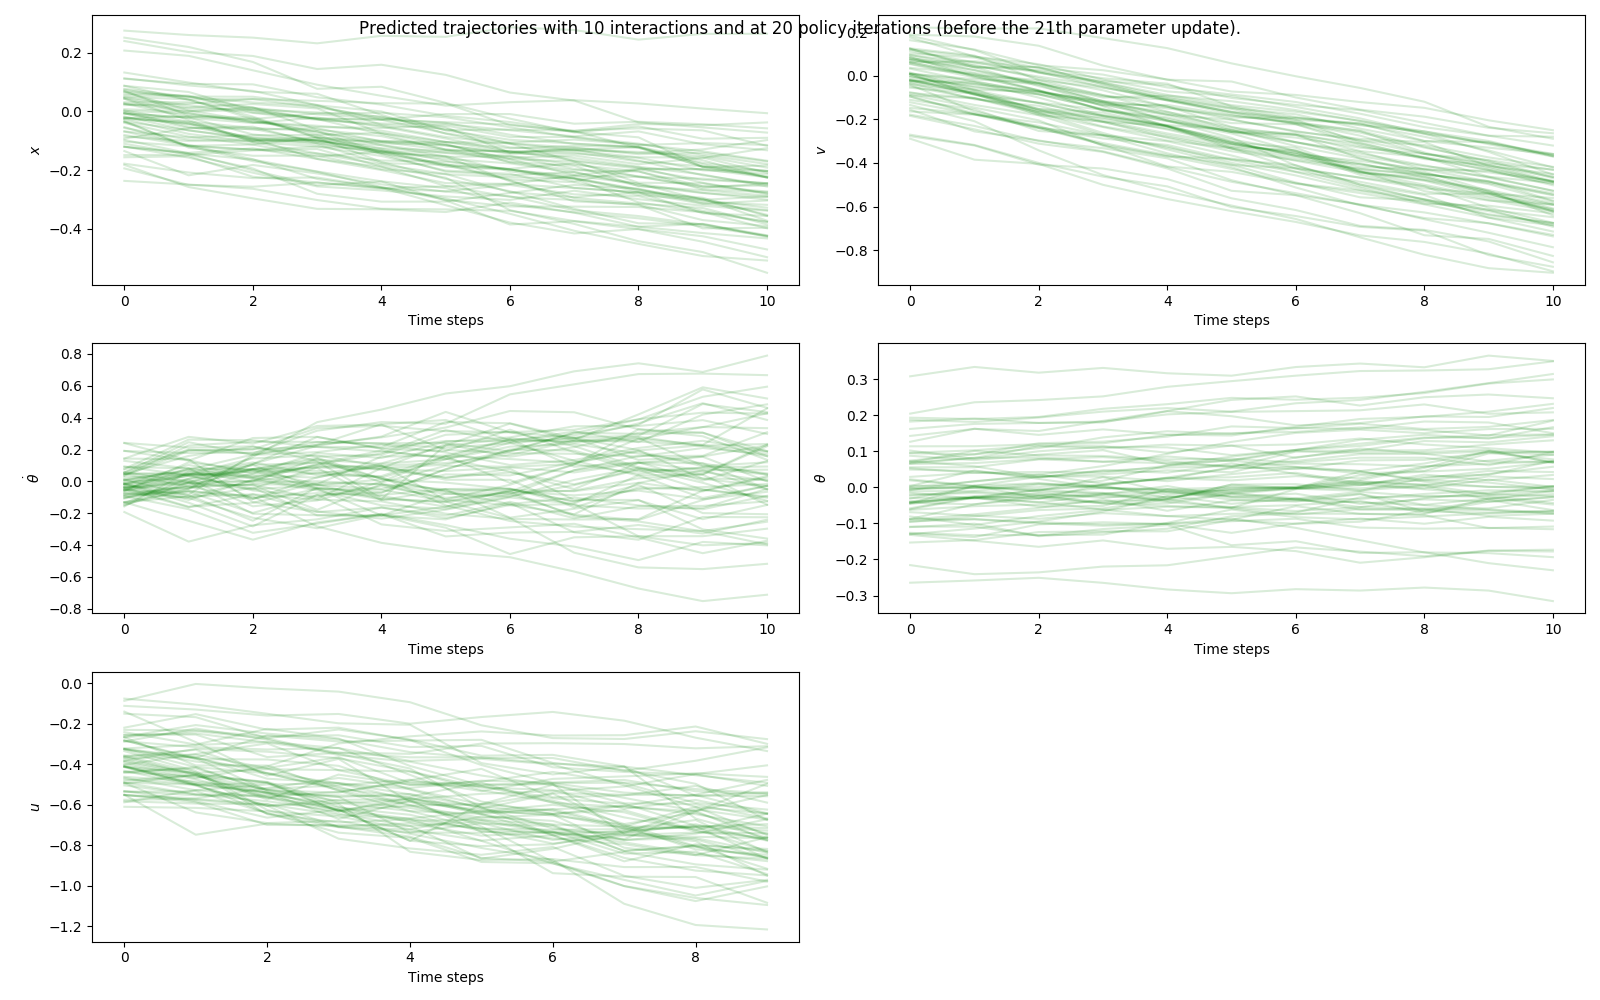 Predicted trajectories with 10 interactions and at 20 policy iterations (before the 21th parameter update).
0.2
0.0
−0.2
−0.4
x
0 2 4 6 8 10
Time steps
0.2
0.0
−0.2
−0.4
−0.6
−0.8
v
0 2 4 6 8 10
Time steps
0.8
0.6
0.4
0.2
0.0
−0.2
−0.4
−0.6
−0.8
θ̇
0 2 4 6 8 10
Time steps
0.3
0.2
0.1
0.0
−0.1
−0.2
−0.3
θ
0 2 4 6 8 10
Time steps
0.0
−0.2
−0.4
−0.6
−0.8
−1.0
−1.2
u
0 2 4 6 8
Time steps